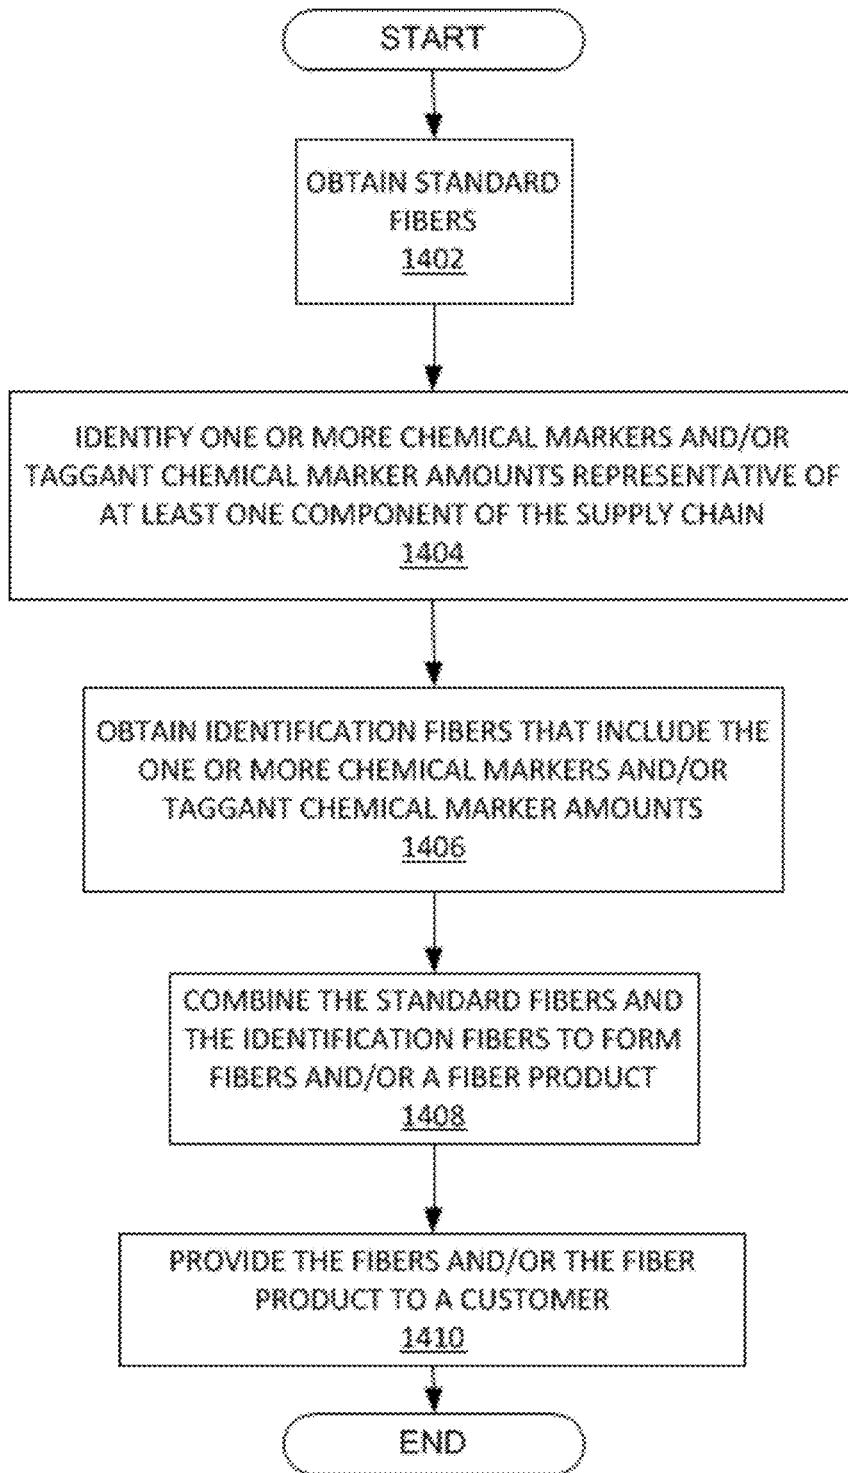 START
OBTAIN STANDARD
FIBERS
1402
IDENTIFY ONE OR MORE CHEMICAL MARKERS AND/OR
TAGGANT CHEMICAL MARKER AMOUNTS REPRESENTATIVE OF
AT LEAST ONE COMPONENT OF THE SUPPLY CHAIN
1404
OBTAIN IDENTIFICATION FIBERS THAT INCLUDE THE
ONE OR MORE CHEMICAL MARKERS AND/OR
TAGGANT CHEMICAL MARKER AMOUNTS
1406
COMBINE THE STANDARD FIBERS AND
THE IDENTIFICATION FIBERS TO FORM
FIBERS AND/OR A FIBER PRODUCT
1408
PROVIDE THE FIBERS AND/OR THE FIBER
PRODUCT TO A CUSTOMER
1410
END